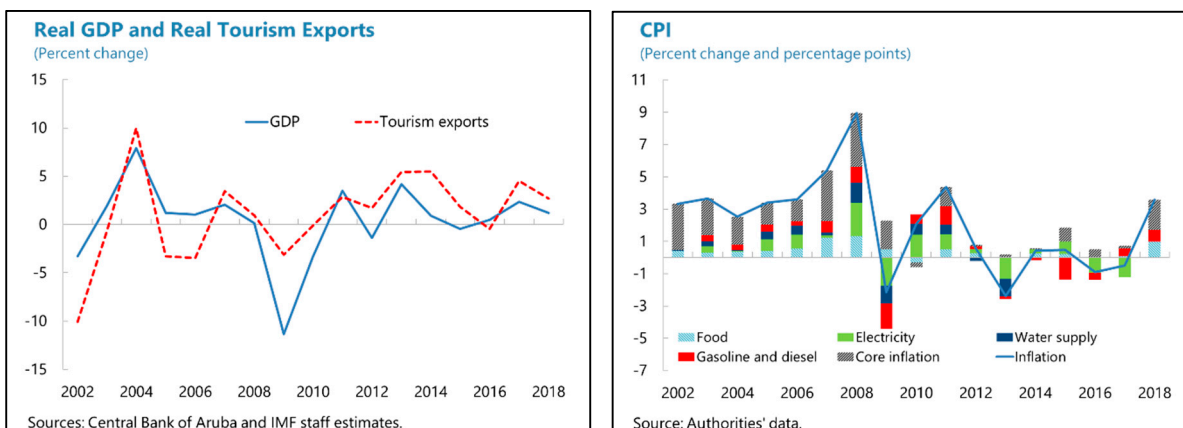 Real GDP and Real Tourism Exports
(Percent change)
15
10
5
0
-5
-10
-15
GDP
Tourism exports
2002 2004 2006 2008 2010 2012 2014 2016 2018
Sources: Central Bank of Aruba and IMF staff estimates.
CPI
(Percent change and percentage points)
11
9
7
5
3
1
-1
-3
-5
-7
Food
Electricity
Water supply
Gasoline and diesel
Core inflation
Inflation
2002 2004 2006 2008 2010 2012 2014 2016 2018
Source: Authorities' data.